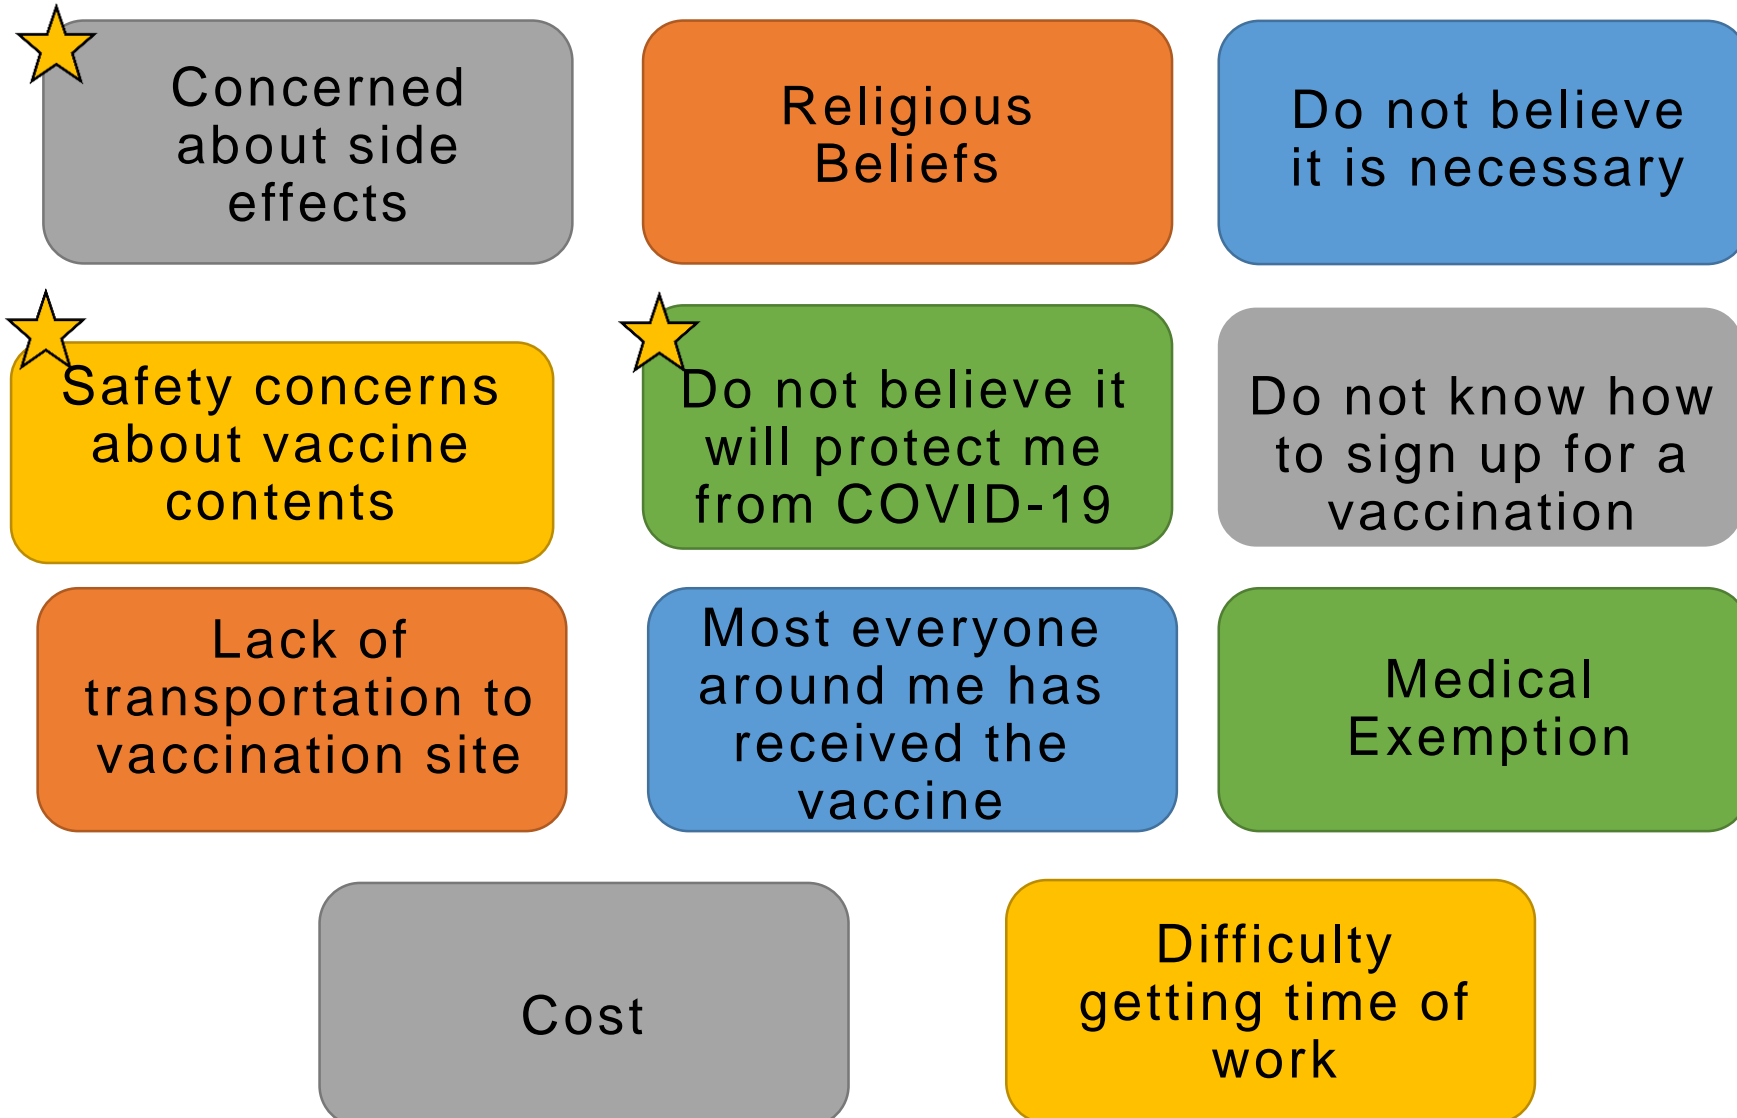 Concerned
about side
effects
Religious
Beliefs
Do not believe
it is necessary
Safety concerns
about vaccine
contents
Do not believe it
will protect me
from COVID-19
Do not know how
to sign up for a
vaccination
Lack of
transportation to
vaccination site
Most everyone
around me has
received the
vaccine
Medical
Exemption
Cost
Difficulty
getting time of
work